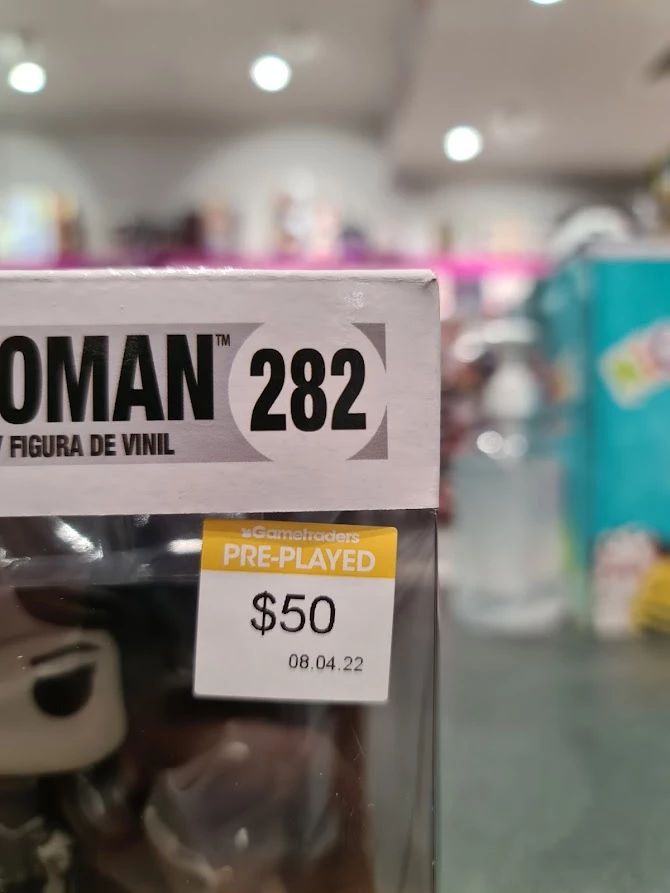 OMAN™
282
/ FIGURA DE VINIL
Gametraders
PRE-PLAYED
$50
08.04.22